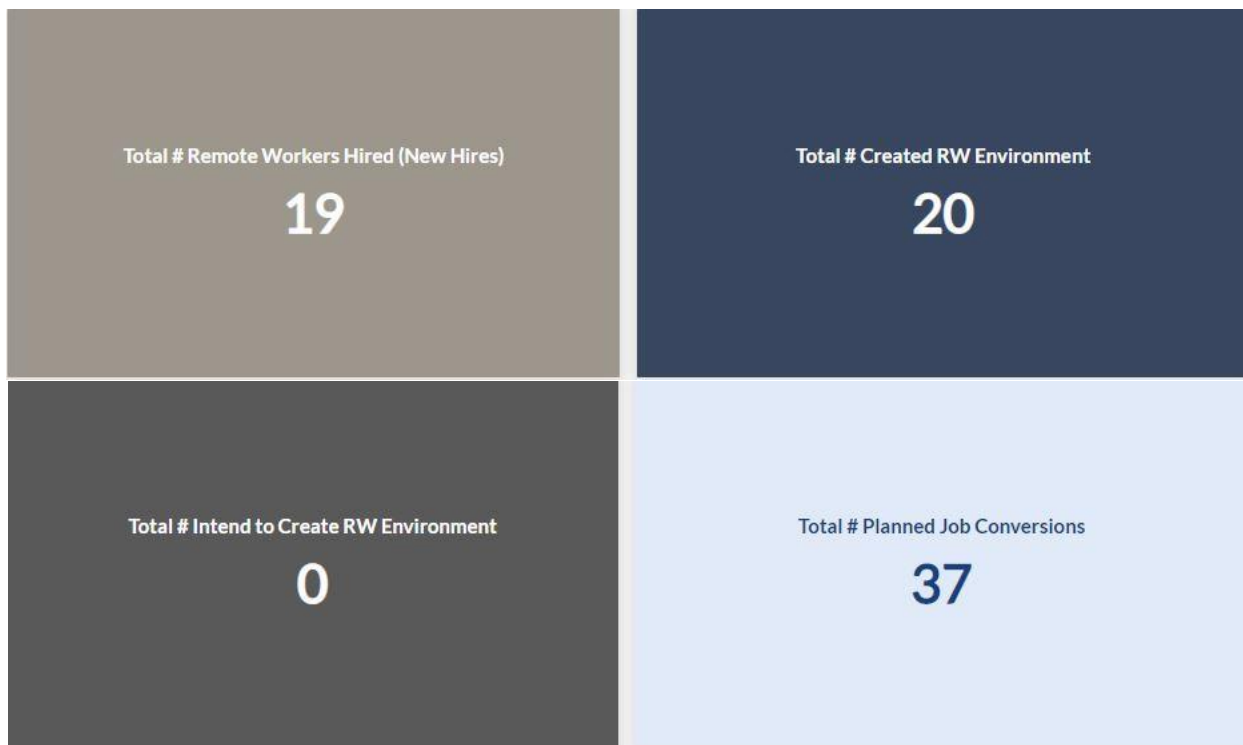 Total # Remote Workers Hired (New Hires)
19
Total # Created RW Environment
20
Total # Intend to Create RW Environment
0
Total # Planned Job Conversions
37